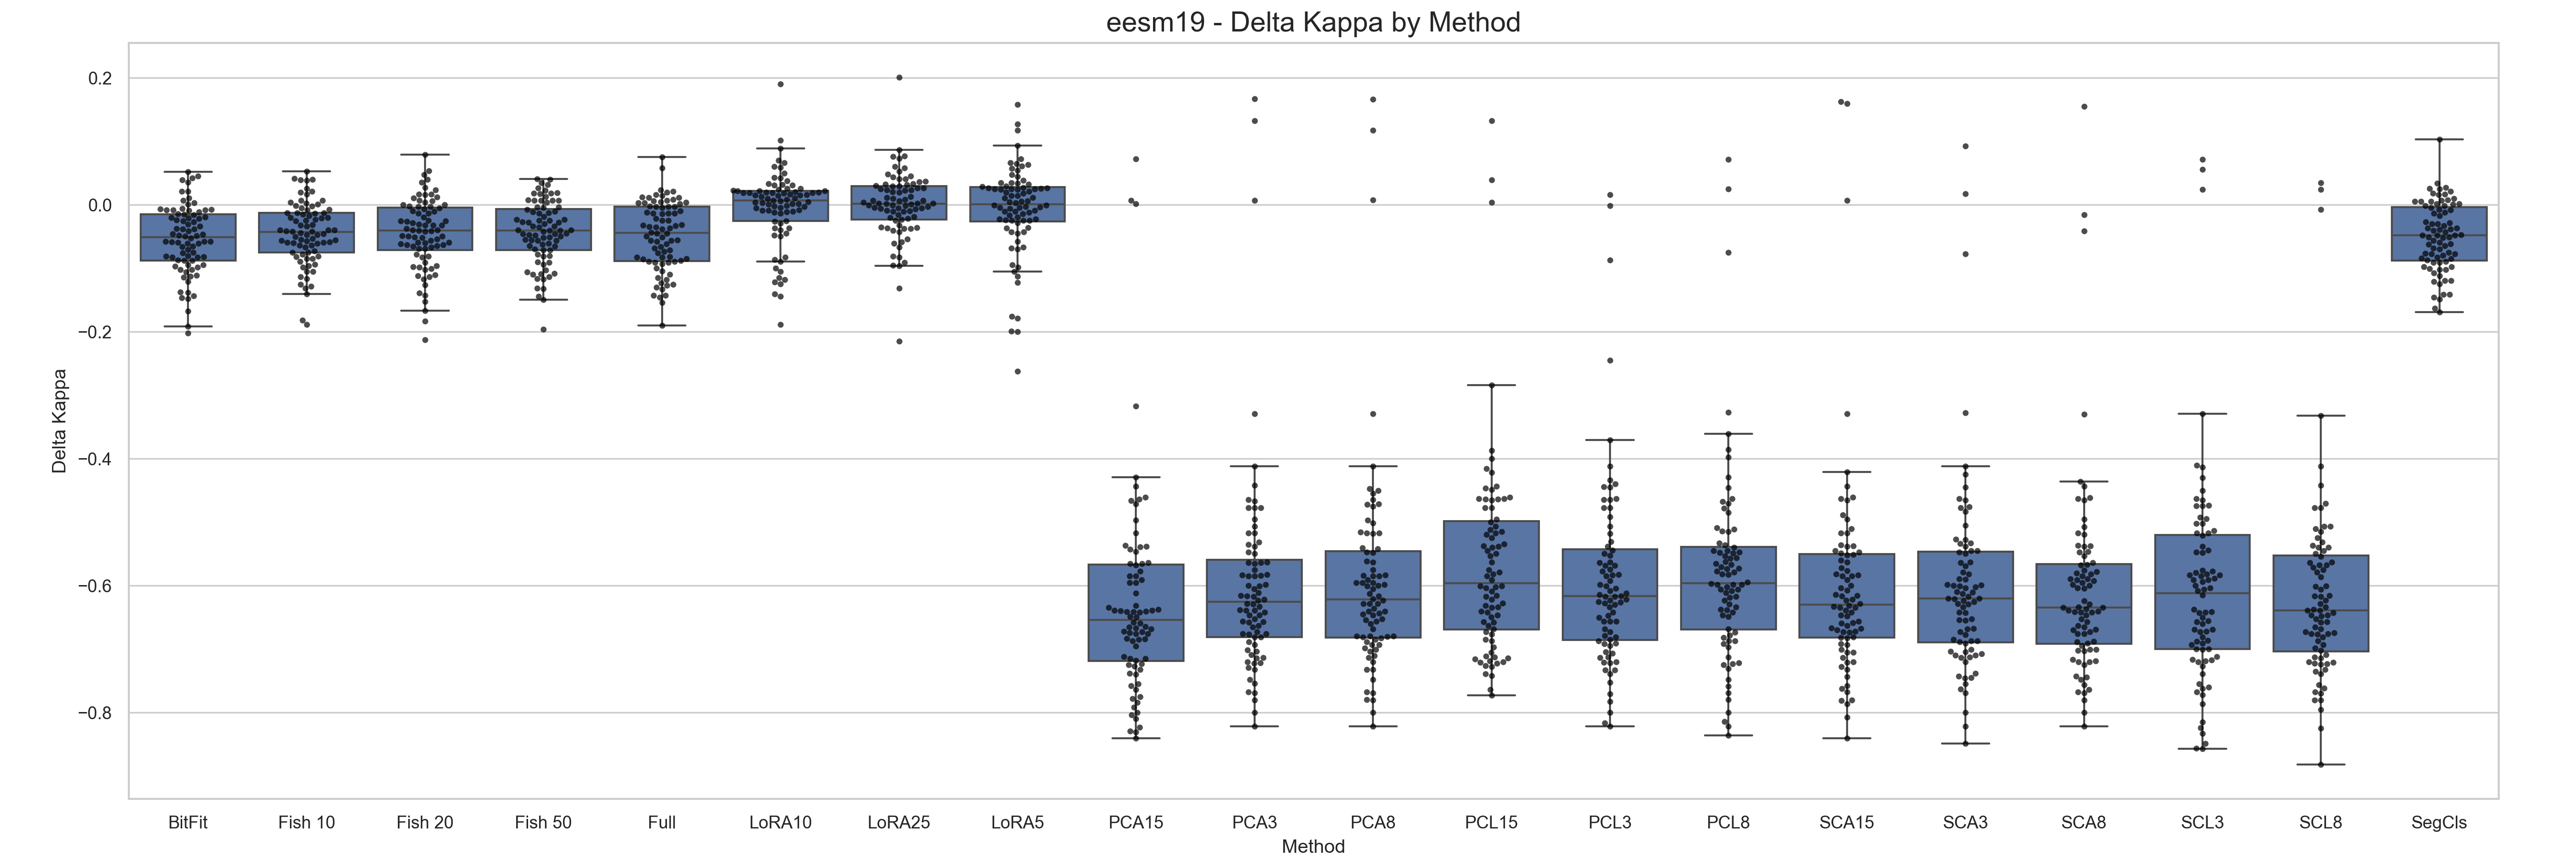 eesm19 - Delta Kappa by Method
Delta Kappa
0.2
0.0
−0.2
−0.4
−0.6
−0.8
BitFit Fish 10 Fish 20 Fish 50 Full LoRA10 LoRA25 LoRA5 PCA15 PCA3 PCA8 PCL15 PCL3 PCL8 SCA15 SCA3 SCA8 SCL3 SCL8 SegCls
Method